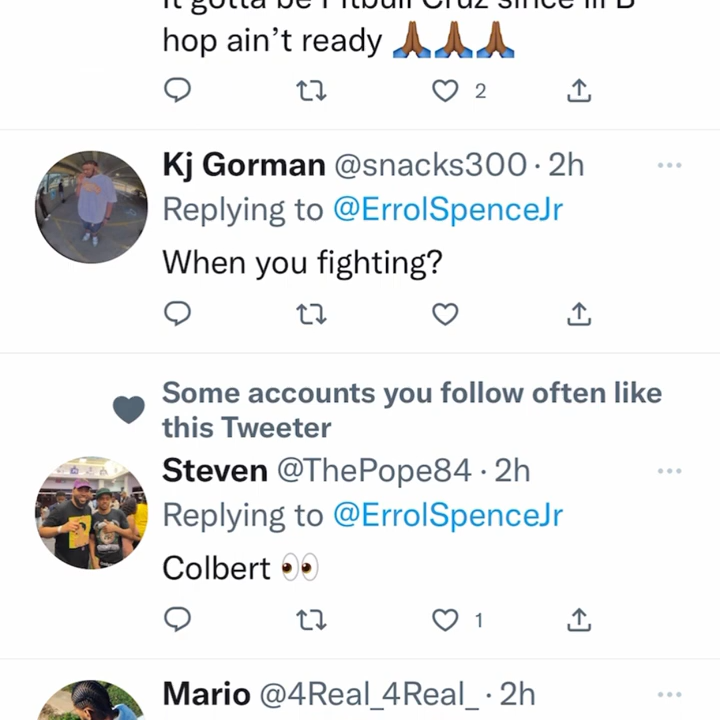 hop ain’t ready 🙏🏾🙏🏾🙏🏾
2
Kj Gorman @snacks300 · 2h
Replying to @ErrolSpenceJr
When you fighting?
Some accounts you follow often like
this Tweeter
Steven @ThePope84 · 2h
Replying to @ErrolSpenceJr
Colbert 👀
1
Mario @4Real_4Real_ · 2h